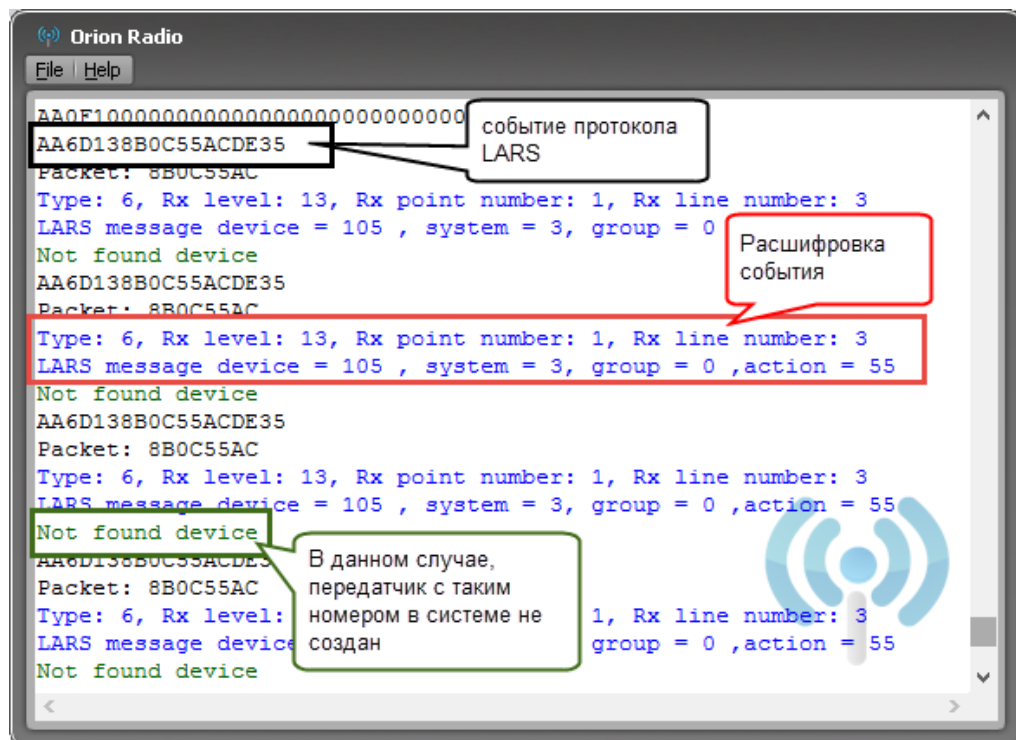 Orion Radio
File Help
AA0F1000000000000000000000000000
событие протокола
LARS
AA6D138B0C55ACDE35
Packet: 8B0C55AC
Type: 6, Rx level: 13, Rx point number: 1, Rx line number: 3
LARS message device = 105 , system = 3, group = 0
Расшифровка
события
Not found device
AA6D138B0C55ACDE35
Packet: 8B0C55AC
Type: 6, Rx level: 13, Rx point number: 1, Rx line number: 3
LARS message device = 105 , system = 3, group = 0 ,action = 55
Not found device
AA6D138B0C55ACDE35
Packet: 8B0C55AC
Type: 6, Rx level: 13, Rx point number: 1, Rx line number: 3
LARS message device = 105 , system = 3, group = 0 ,action = 55
Not found device
В данном случае,
передатчик с таким
номером в системе не
создан
AA6D138B0C55ACDE3
Packet: 8B0C55AC
Type: 6, Rx level: 1, Rx line number: 3
LARS message device group = 0 ,action = 55
Not found device